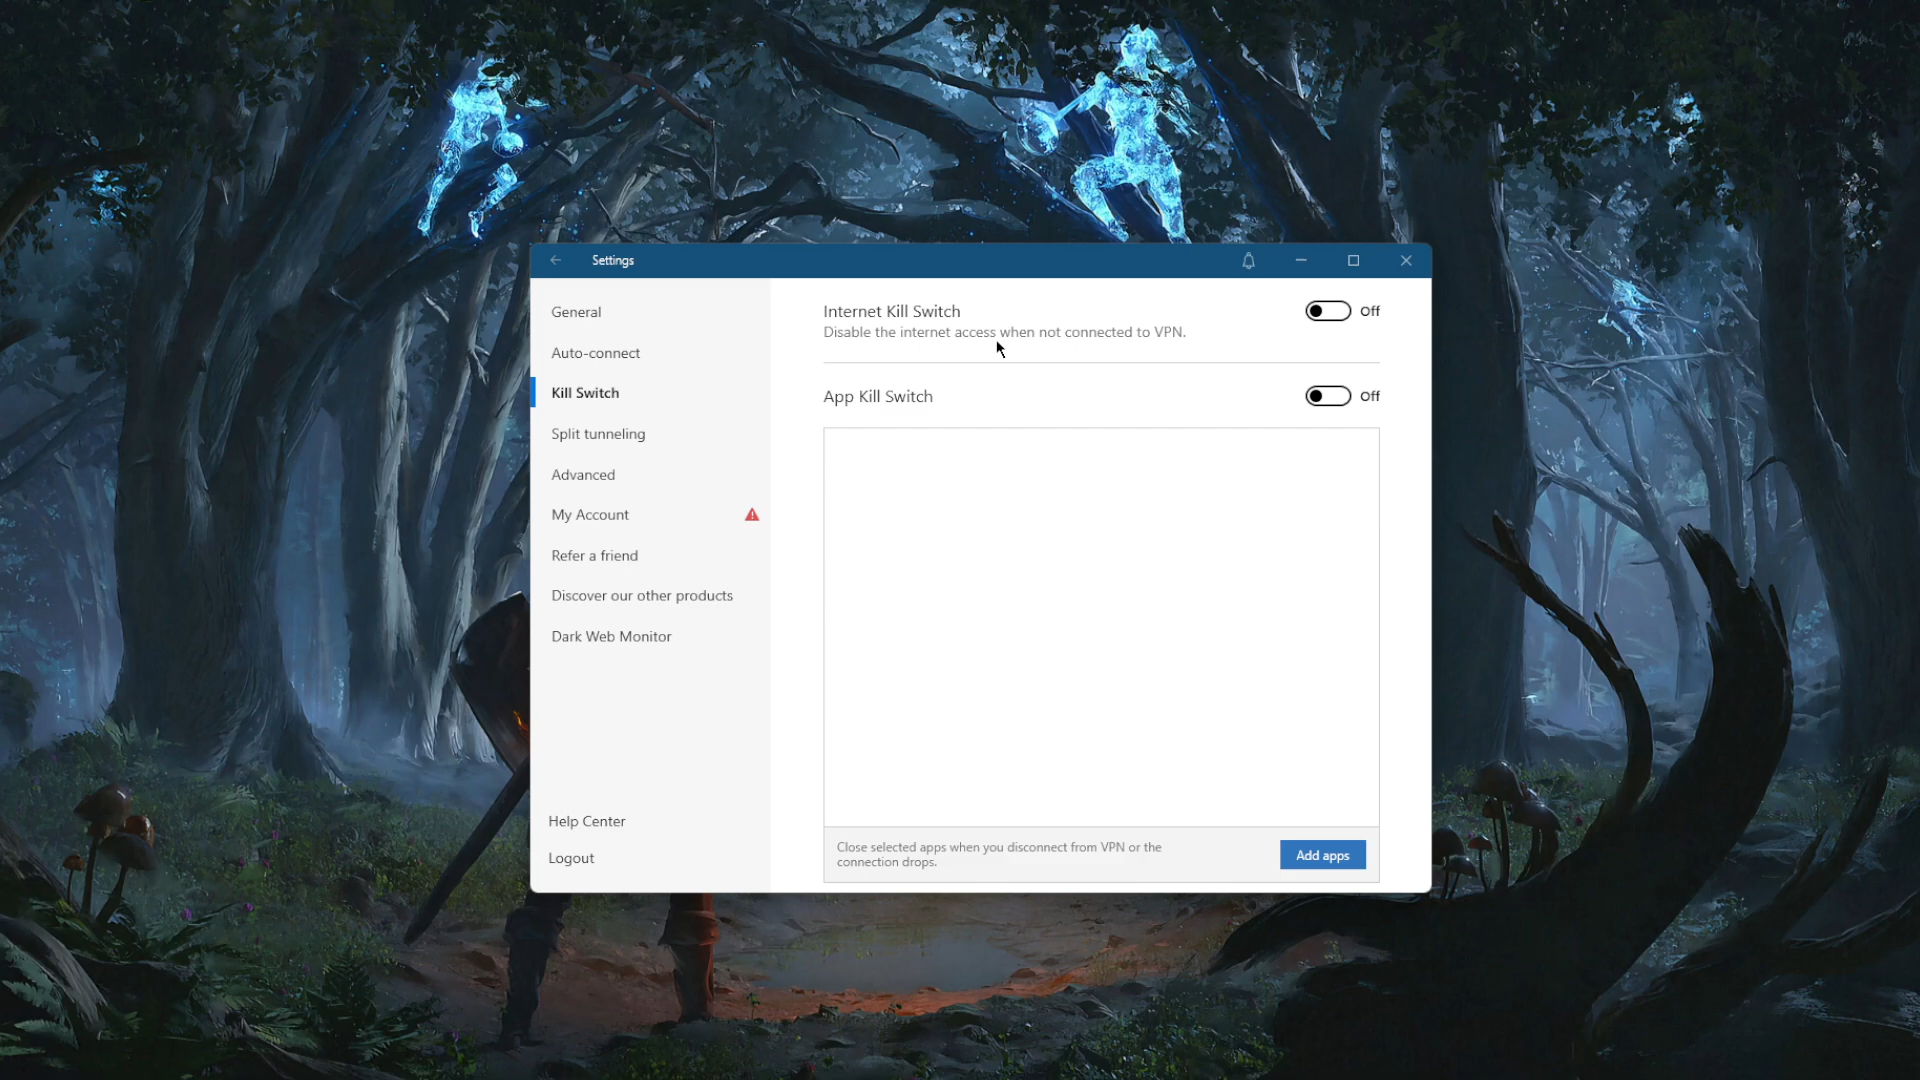 Settings
General
Auto-connect
Kill Switch
Split tunneling
Advanced
My Account
Refer a friend
Discover our other products
Dark Web Monitor
Help Center
Logout
Internet Kill Switch
Off
Disable the internet access when not connected to VPN.
App Kill Switch
Off
Close selected apps when you disconnect from VPN or the
connection drops.
Add apps